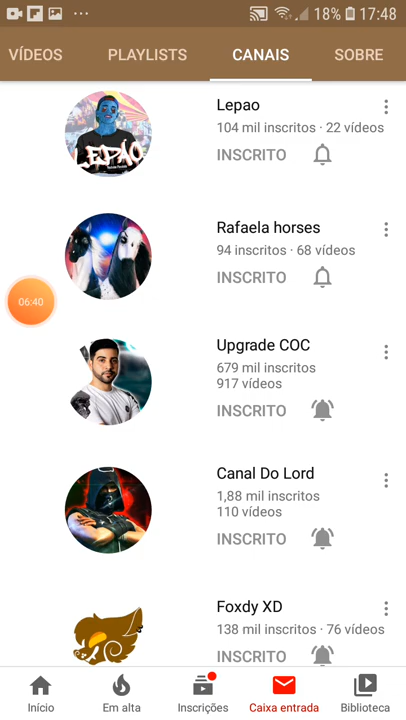 18% 17:48
VÍDEOS PLAYLISTS CANAIS SOBRE
Lepao
104 mil inscritos · 22 vídeos
INSCRITO
LEPAO
Rafaela horses
94 inscritos · 68 vídeos
INSCRITO
06:40
Upgrade COC
679 mil inscritos
917 vídeos
INSCRITO
Canal Do Lord
1,88 mil inscritos
110 vídeos
INSCRITO
Foxdy XD
138 mil inscritos · 76 vídeos
INSCRITO
Início Em alta Inscrições Caixa entrada Biblioteca